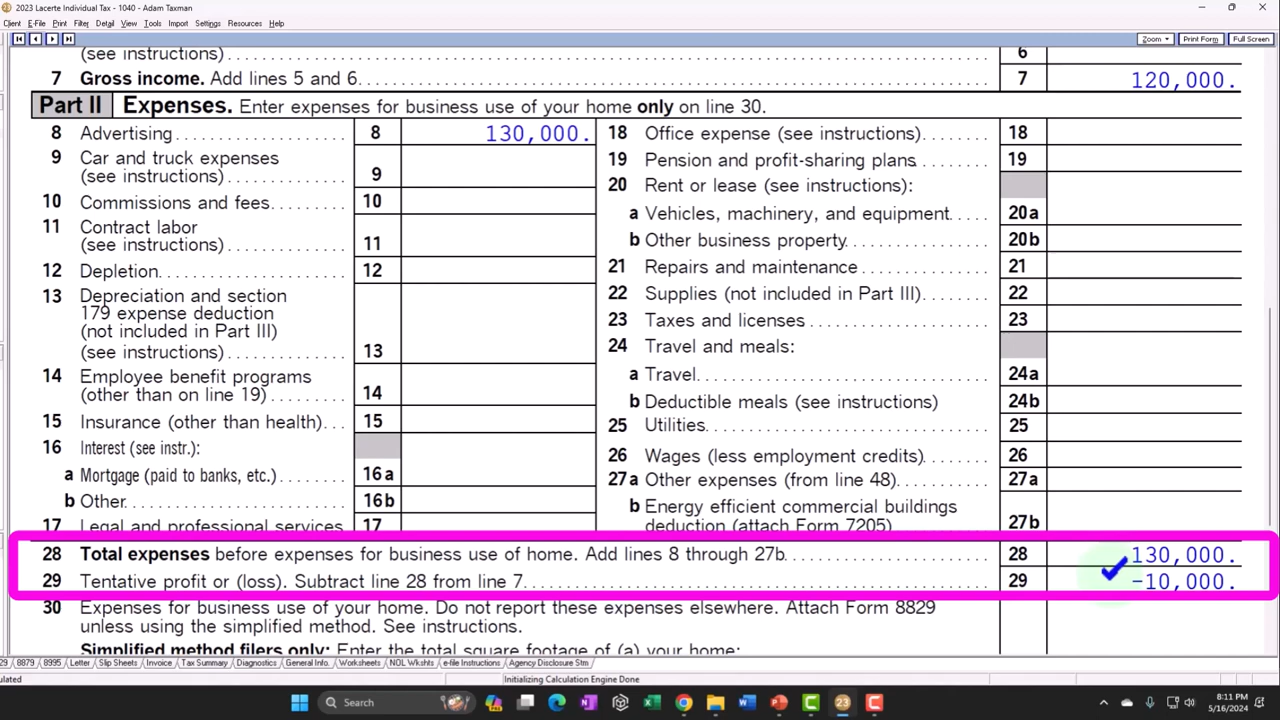 2023 Lacerte Individual Tax - 1040 - Adam Taxman
Client E-File Print Filter Detail View Tools Import Settings Resources Help
Zoom Print Form Full Screen
(see instructions) 6
7 Gross income. Add lines 5 and 6 7 120,000.
Part II Expenses. Enter expenses for business use of your home only on line 30.
8 Advertising 8 130,000.
9 Car and truck expenses
(see instructions) 9
10 Commissions and fees 10
11 Contract labor
(see instructions) 11
12 Depletion 12
13 Depreciation and section
179 expense deduction
(not included in Part III)
(see instructions) 13
14 Employee benefit programs
(other than on line 19) 14
15 Insurance (other than health) 15
16 Interest (see instr.):
a Mortgage (paid to banks, etc.) 16a
b Other 16b
17 Legal and professional services 17
18 Office expense (see instructions) 18
19 Pension and profit-sharing plans 19
20 Rent or lease (see instructions):
a Vehicles, machinery, and equipment 20a
b Other business property 20b
21 Repairs and maintenance 21
22 Supplies (not included in Part III) 22
23 Taxes and licenses 23
24 Travel and meals:
a Travel 24a
b Deductible meals (see instructions) 24b
25 Utilities 25
26 Wages (less employment credits) 26
27a Other expenses (from line 48) 27a
b Energy efficient commercial buildings
deduction (attach Form 7205) 27b
28 Total expenses before expenses for business use of home. Add lines 8 through 27b 28 130,000.
29 Tentative profit or (loss). Subtract line 28 from line 7 29 -10,000.
30 Expenses for business use of your home. Do not report these expenses elsewhere. Attach Form 8829
unless using the simplified method. See instructions.
Simplified method filers only: Enter the total square footage of (a) your home:
29 8879 8995 Letter Slip Sheets Invoice Tax Summary Diagnostics General Info. Worksheets NOL Wkshts e-file Instructions Agency Disclosure Stm
ulated Initializing Calculation Engine Done
Search
23
8:11 PM
5/16/2024